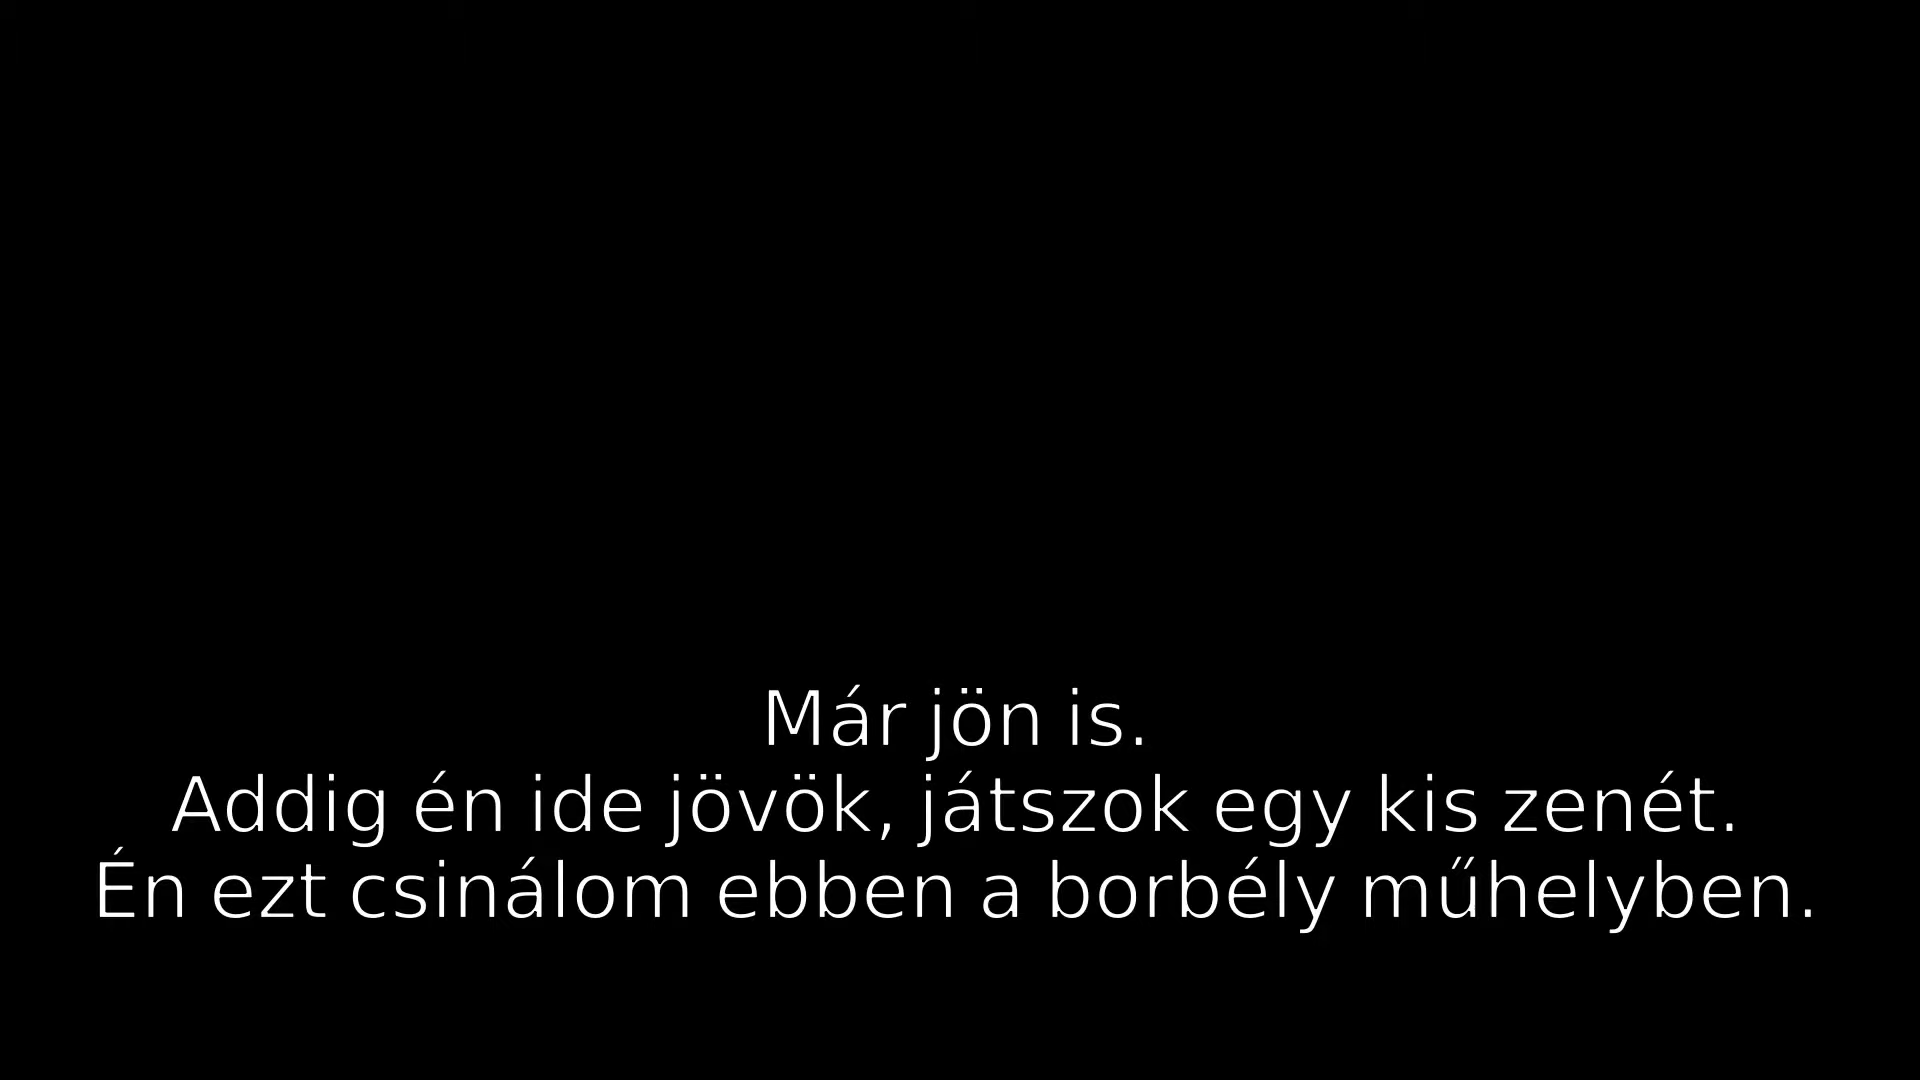 Már jön is.
Addig én ide jövök, játszok egy kis zenét.
Én ezt csinálom ebben a borbély műhelyben.